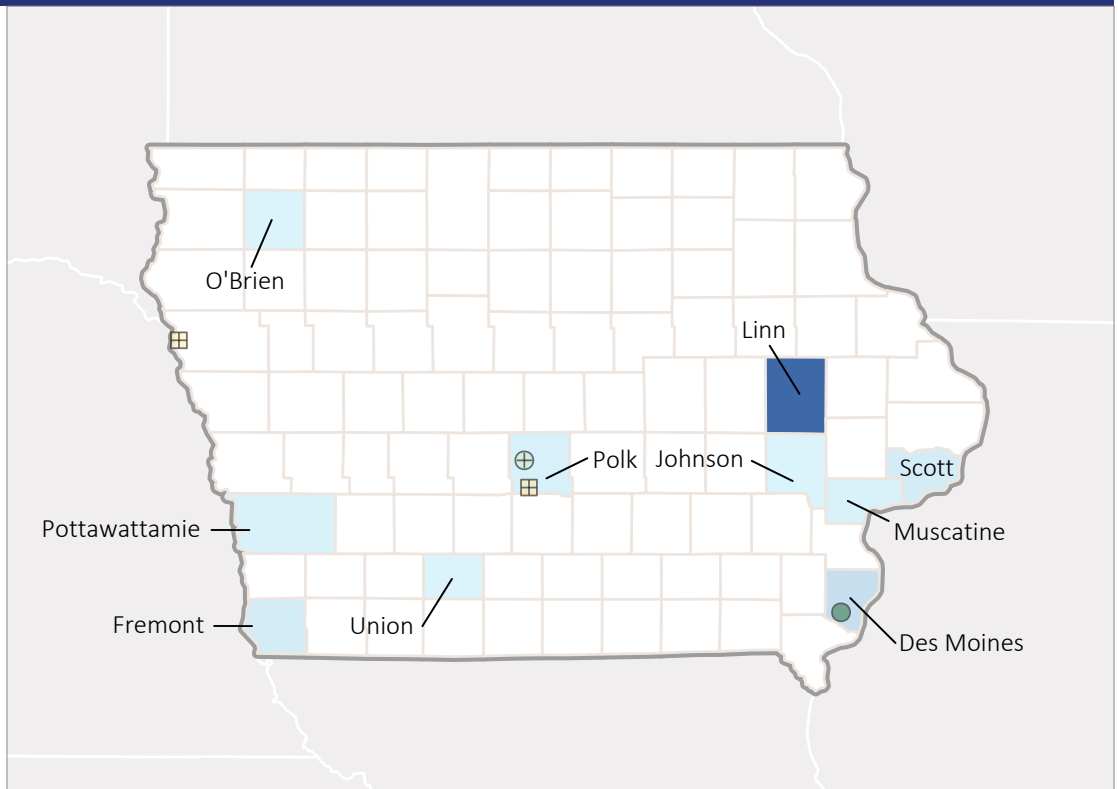 O'Brien
Linn
Polk
Johnson
Scott
Pottawattamie
Muscatine
Fremont
Union
Des Moines